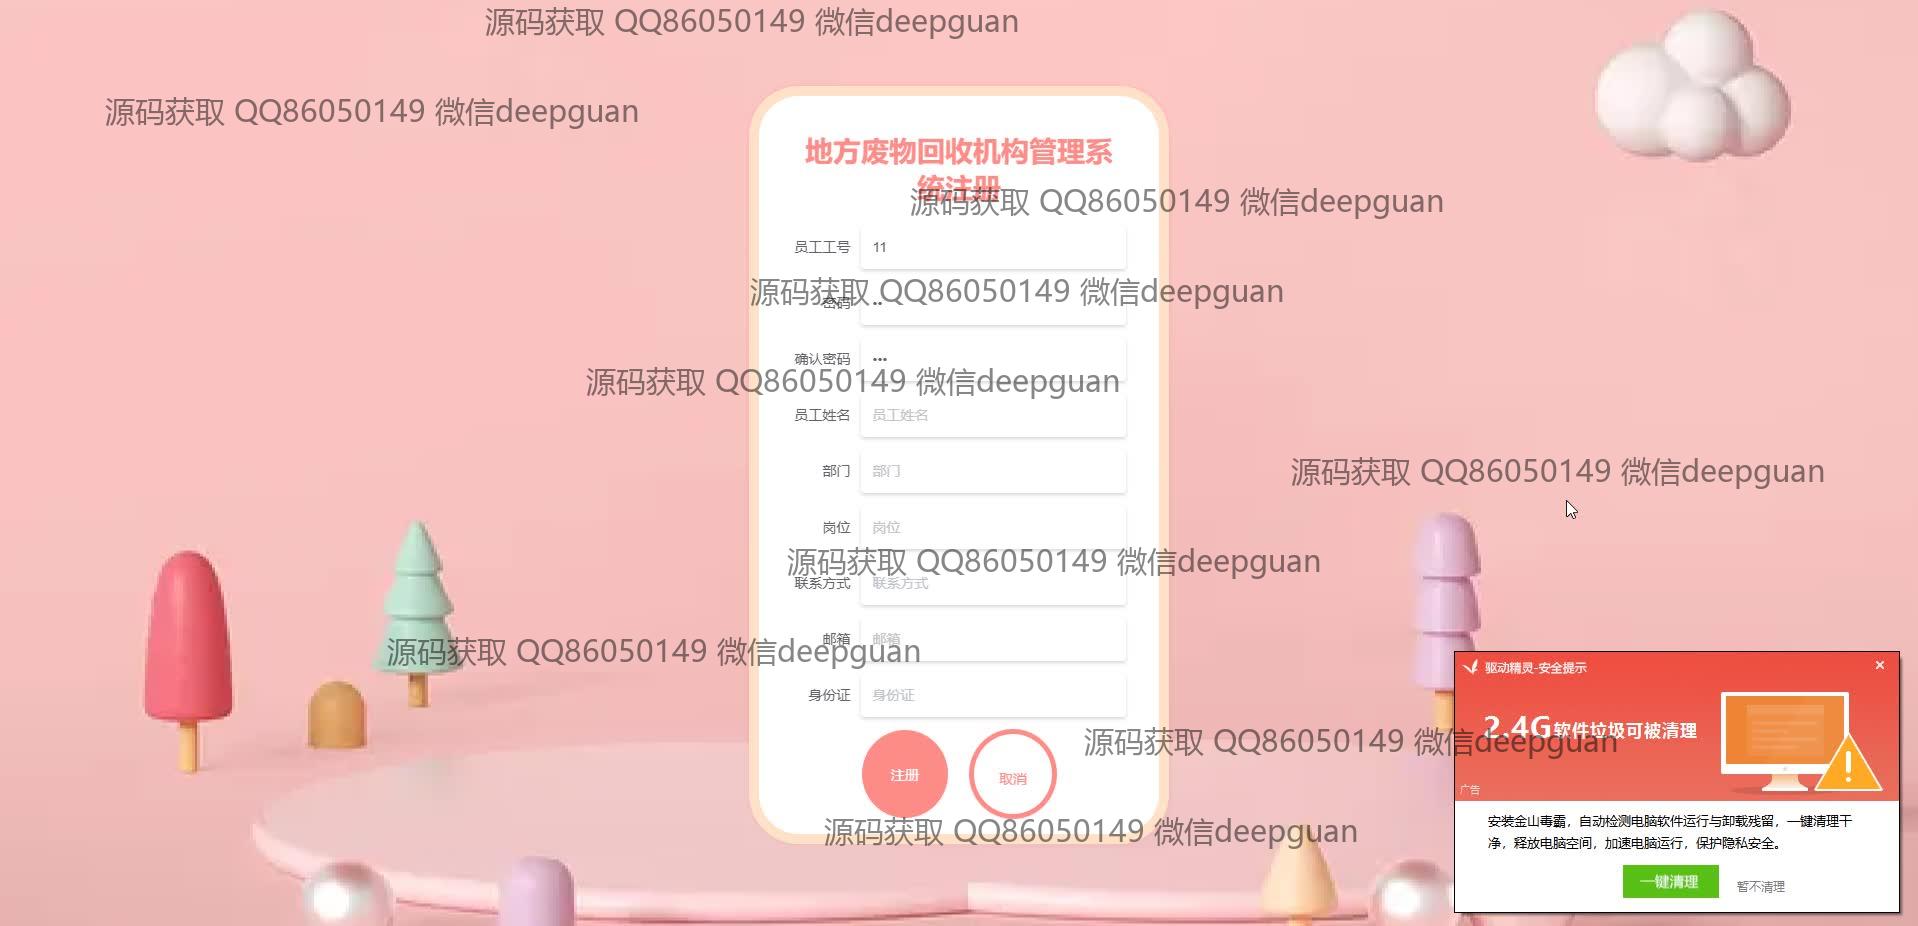 源码获取 QQ86050149 微信deepguan
源码获取 QQ86050149 微信deepguan
地方废物回收机构管理系
统注册
源码获取 QQ86050149 微信deepguan
员工工号 11
源码获取 QQ86050149 微信deepguan
密码 ••
确认密码 •••
源码获取 QQ86050149 微信deepguan
员工姓名 员工姓名
部门 部门
源码获取 QQ86050149 微信deepguan
岗位 岗位
源码获取 QQ86050149 微信deepguan
联系方式 联系方式
邮箱 邮箱
源码获取 QQ86050149 微信deepguan
身份证 身份证
注册 取消
源码获取 QQ86050149 微信deepguan
源码获取 QQ86050149 微信deepguan
驱动精灵-安全提示 ×
2.4G软件垃圾可被清理
广告
安装金山毒霸，自动检测电脑软件运行与卸载残留，一键清理干
净，释放电脑空间，加速电脑运行，保护隐私安全。
一键清理 暂不清理